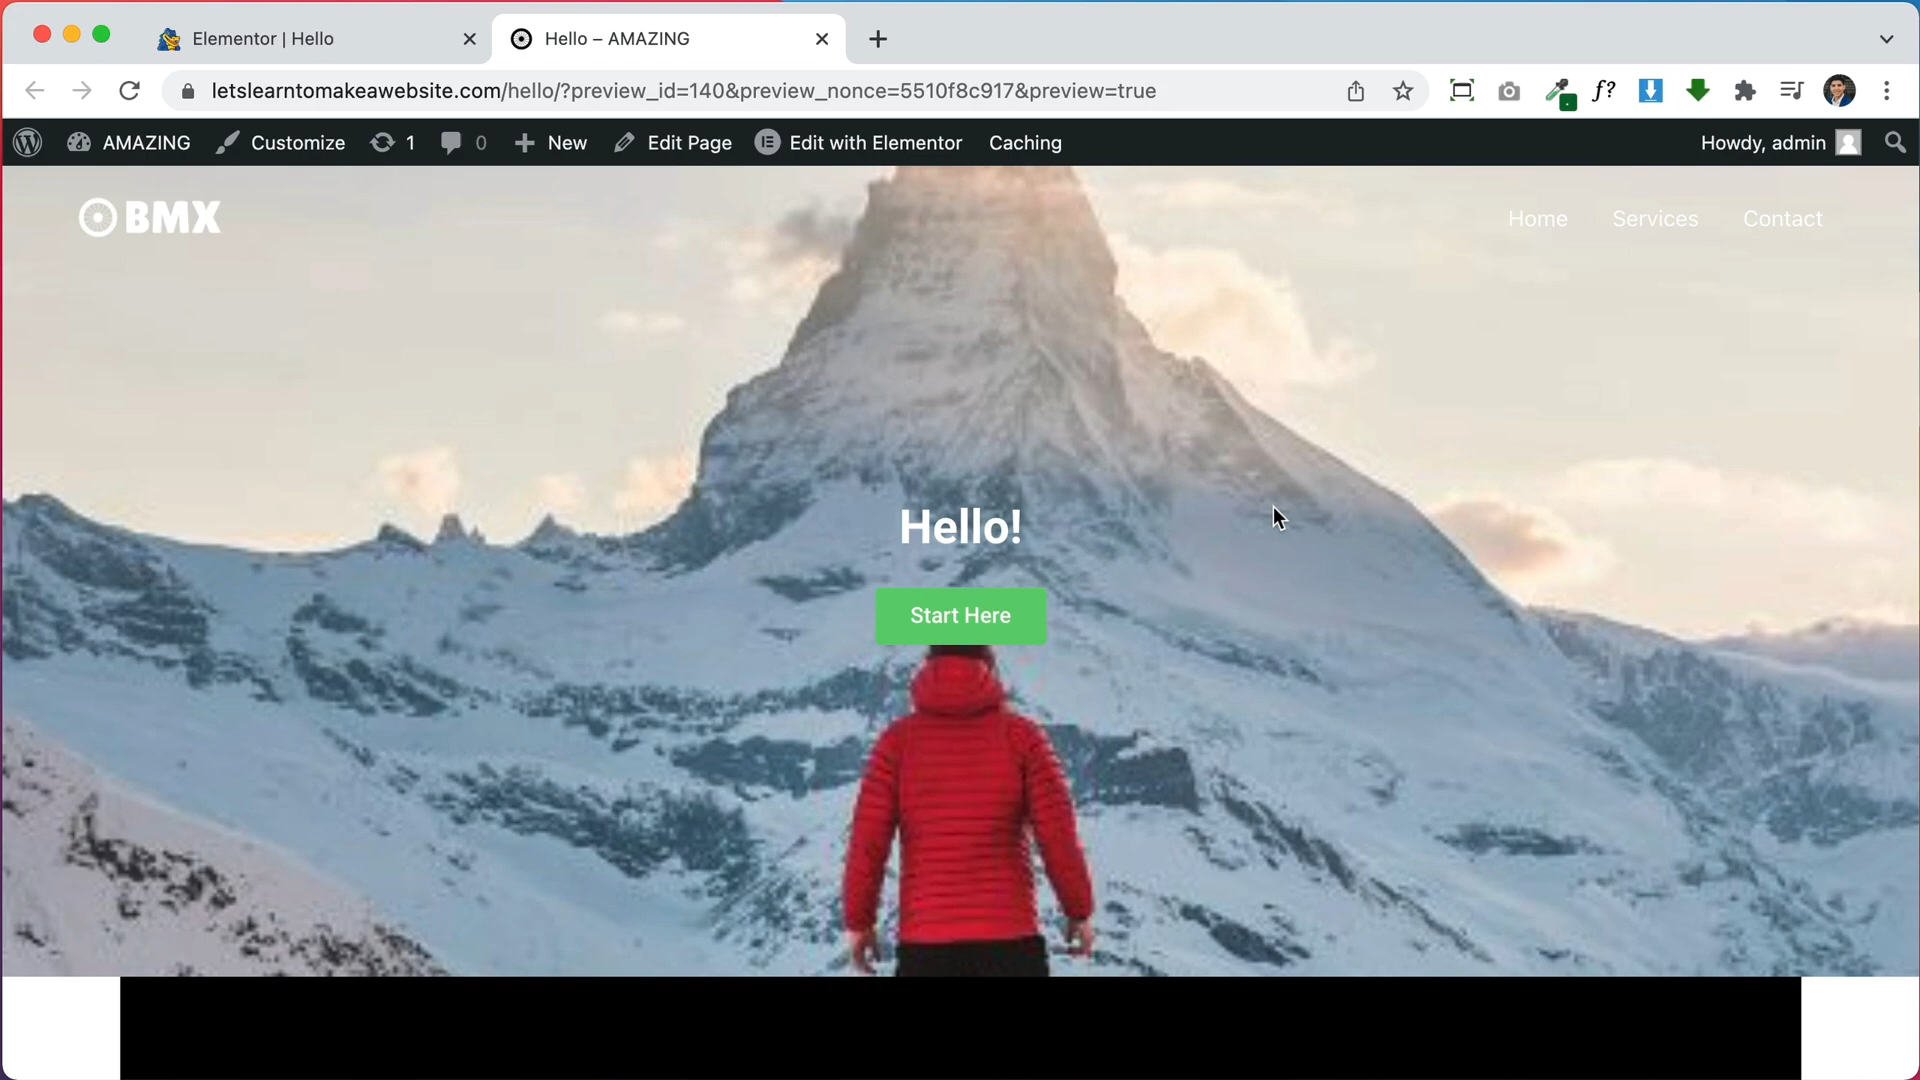 Elementor | Hello
Hello – AMAZING
letslearntomakeawebsite.com/hello/?preview_id=140&preview_nonce=5510f8c917&preview=true
f?
AMAZING Customize 1 0 New Edit Page Edit with Elementor Caching Howdy, admin
BMX
Home Services Contact
Hello!
Start Here